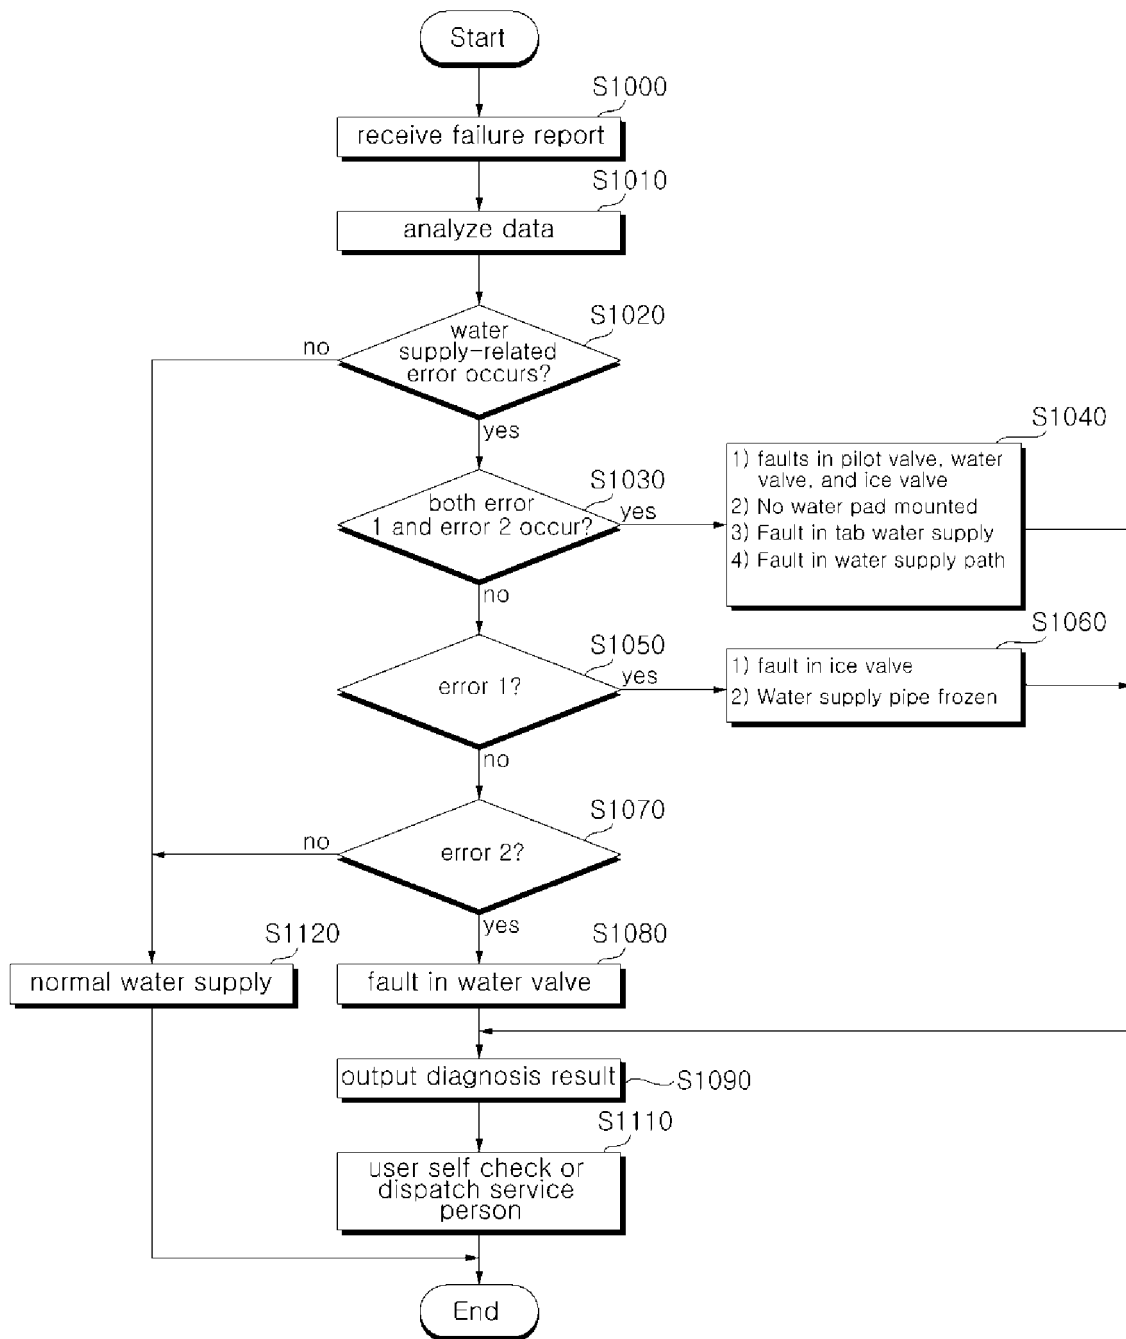 Start
S1000
receive failure report
S1010
analyze data
S1020
water
supply-related
error occurs?
no
yes
S1030
both error
1 and error 2 occur?
yes
no
S1040
1) faults in pilot valve, water
valve, and ice valve
2) No water pad mounted
3) Fault in tab water supply
4) Fault in water supply path
S1050
error 1?
yes
no
S1060
1) fault in ice valve
2) Water supply pipe frozen
S1070
error 2?
no
yes
S1120
normal water supply
S1080
fault in water valve
output diagnosis result
S1090
S1110
user self check or
dispatch service
person
End